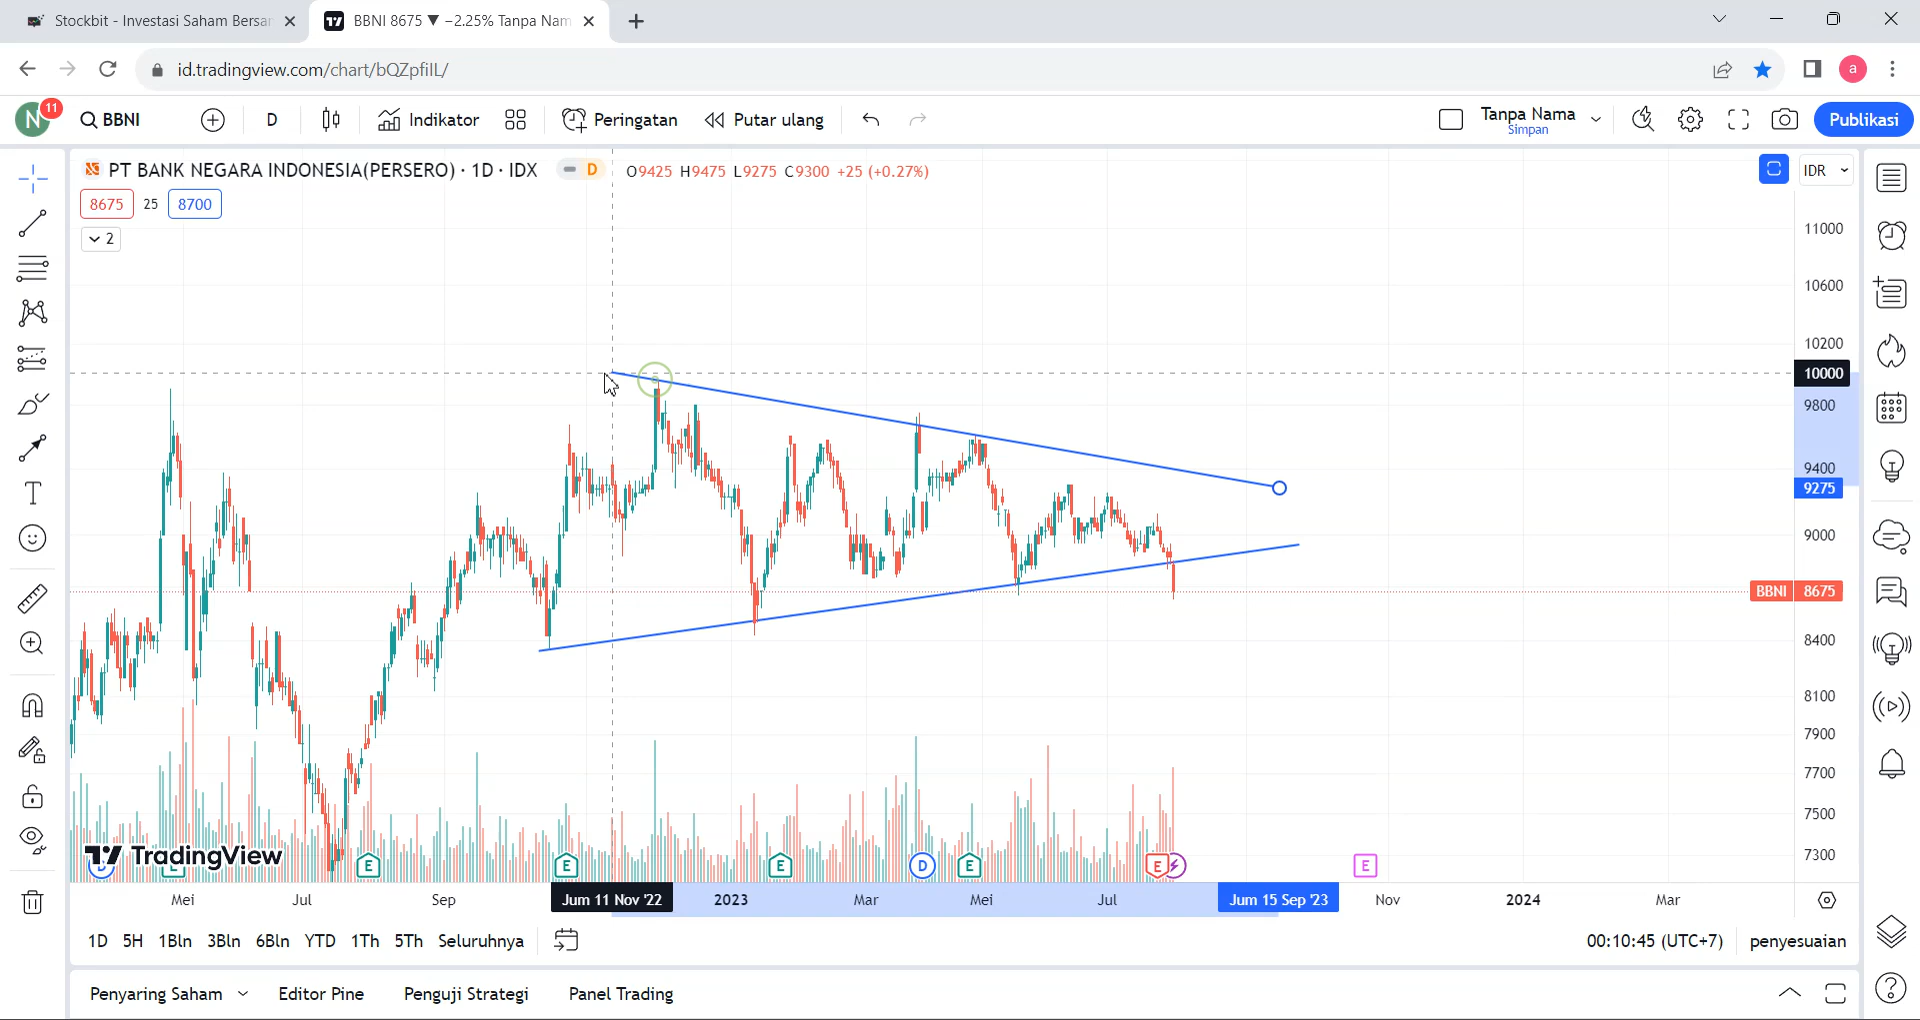 Stockbit - Investasi Saham Bersar
BBNI 8675 ▼ −2.25% Tanpa Nam
id.tradingview.com/chart/bQZpfilL/
N 11 BBNI D Indikator Peringatan Putar ulang Tanpa Nama Simpan Publikasi
a
PT BANK NEGARA INDONESIA(PERSERO) · 1D · IDX D O9425 H9475 L9275 C9300 +25 (+0.27%) IDR
8675 25 8700
2
11000
10600
10200
10000
9800
9400
9275
9000
BBNI 8675
8400
8100
7900
7700
7500
7300
TradingView
D E E E E D E E E
Mei Jul Sep Jum 11 Nov '22 2023 Mar Mei Jul Jum 15 Sep '23 Nov 2024 Mar
1D 5H 1Bln 3Bln 6Bln YTD 1Th 5Th Seluruhnya 00:10:45 (UTC+7) penyesuaian
Penyaring Saham Editor Pine Penguji Strategi Panel Trading